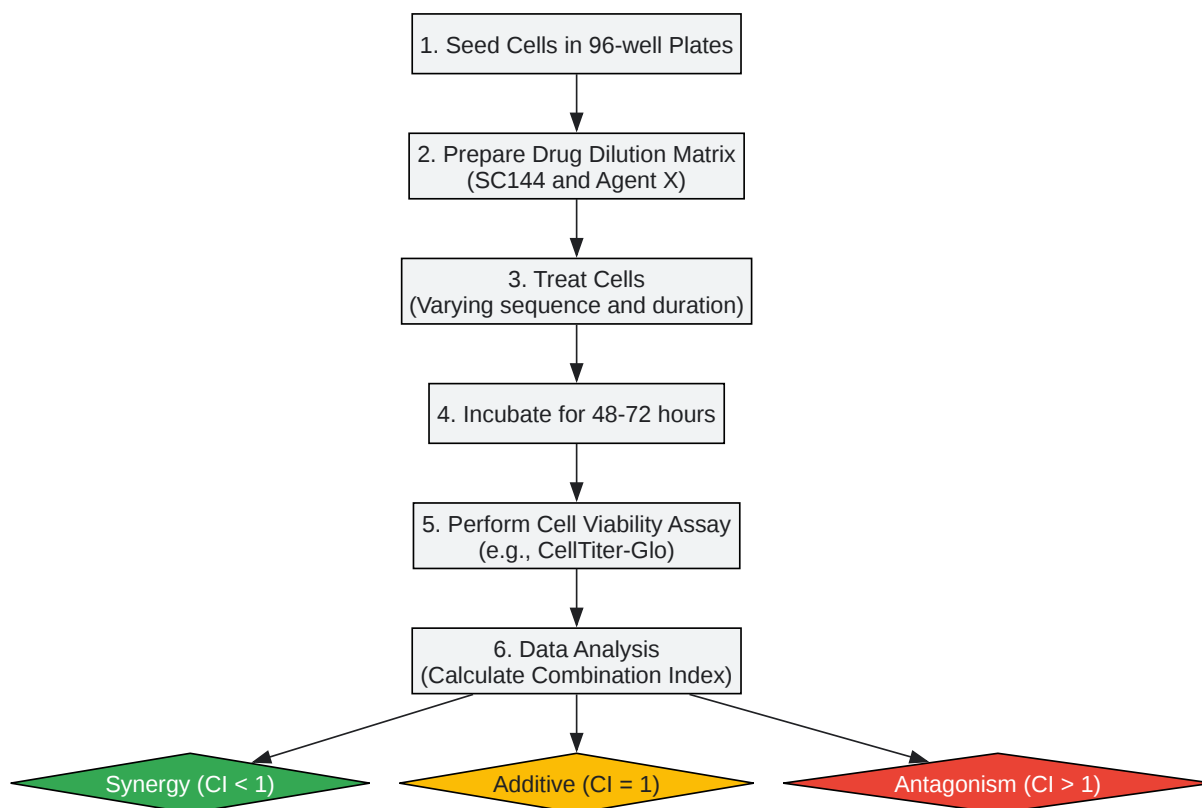 1. Seed Cells in 96-well Plates
2. Prepare Drug Dilution Matrix
(SC144 and Agent X)
3. Treat Cells
(Varying sequence and duration)
4. Incubate for 48-72 hours
5. Perform Cell Viability Assay
(e.g., CellTiter-Glo)
6. Data Analysis
(Calculate Combination Index)
Synergy (CI < 1)
Additive (CI = 1)
Antagonism (CI > 1)